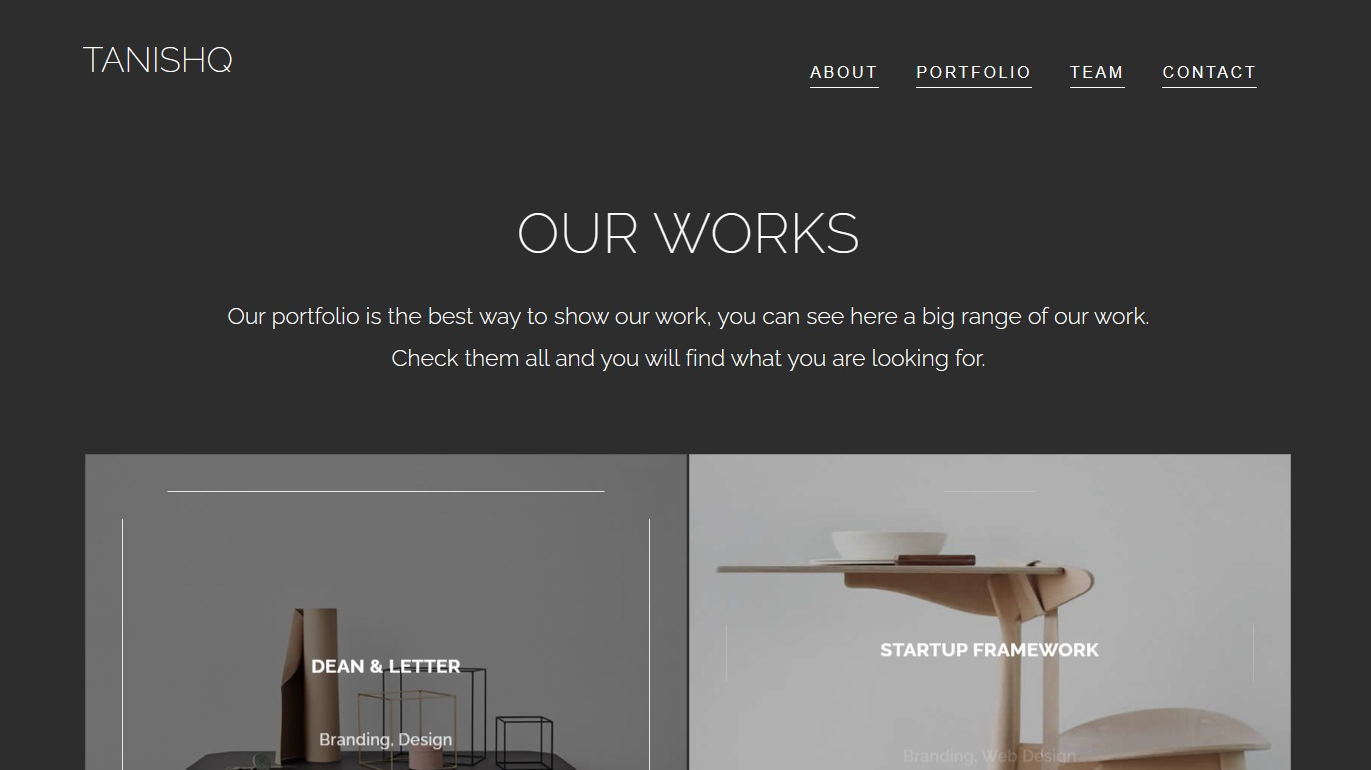 TANISHQ
ABOUT PORTFOLIO TEAM CONTACT
OUR WORKS
Our portfolio is the best way to show our work, you can see here a big range of our work.
Check them all and you will find what you are looking for.
DEAN & LETTER
Branding, Design
STARTUP FRAMEWORK
Branding, Web Design